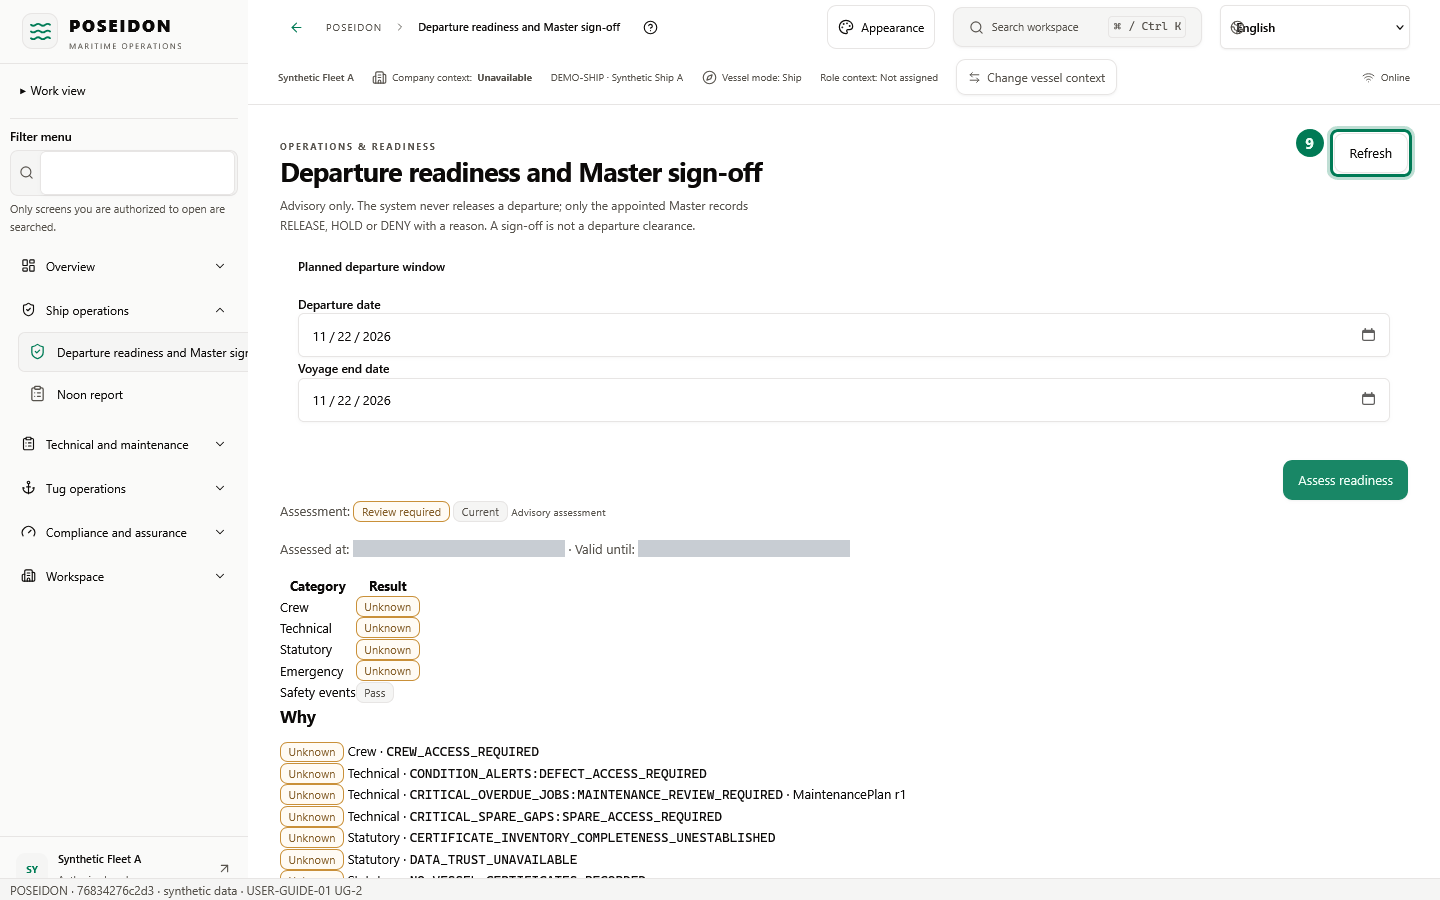 POSEIDON
MARITIME OPERATIONS
Work view
Filter menu
Only screens you are authorized to open are
searched.
Overview
Ship operations
Departure readiness and Master sign
Noon report
Technical and maintenance
Tug operations
Compliance and assurance
Workspace
SY
Synthetic Fleet A
POSEIDON
Departure readiness and Master sign-off
Appearance
Search workspace
⌘ / Ctrl K
English
Synthetic Fleet A
Company context: Unavailable
DEMO-SHIP · Synthetic Ship A
Vessel mode: Ship
Role context: Not assigned
Change vessel context
Online
OPERATIONS & READINESS
Departure readiness and Master sign-off
9
Refresh
Advisory only. The system never releases a departure; only the appointed Master records
RELEASE, HOLD or DENY with a reason. A sign-off is not a departure clearance.
Planned departure window
Departure date
11 / 22 / 2026
Voyage end date
11 / 22 / 2026
Assess readiness
Assessment: Review required Current Advisory assessment
Assessed at: · Valid until:
Category Result
Crew Unknown
Technical Unknown
Statutory Unknown
Emergency Unknown
Safety events Pass
Why
Unknown Crew · CREW_ACCESS_REQUIRED
Unknown Technical · CONDITION_ALERTS:DEFECT_ACCESS_REQUIRED
Unknown Technical · CRITICAL_OVERDUE_JOBS:MAINTENANCE_REVIEW_REQUIRED · MaintenancePlan r1
Unknown Technical · CRITICAL_SPARE_GAPS:SPARE_ACCESS_REQUIRED
Unknown Statutory · CERTIFICATE_INVENTORY_COMPLETENESS_UNESTABLISHED
Unknown Statutory · DATA_TRUST_UNAVAILABLE
POSEIDON · 76834276c2d3 · synthetic data · USER-GUIDE-01 UG-2